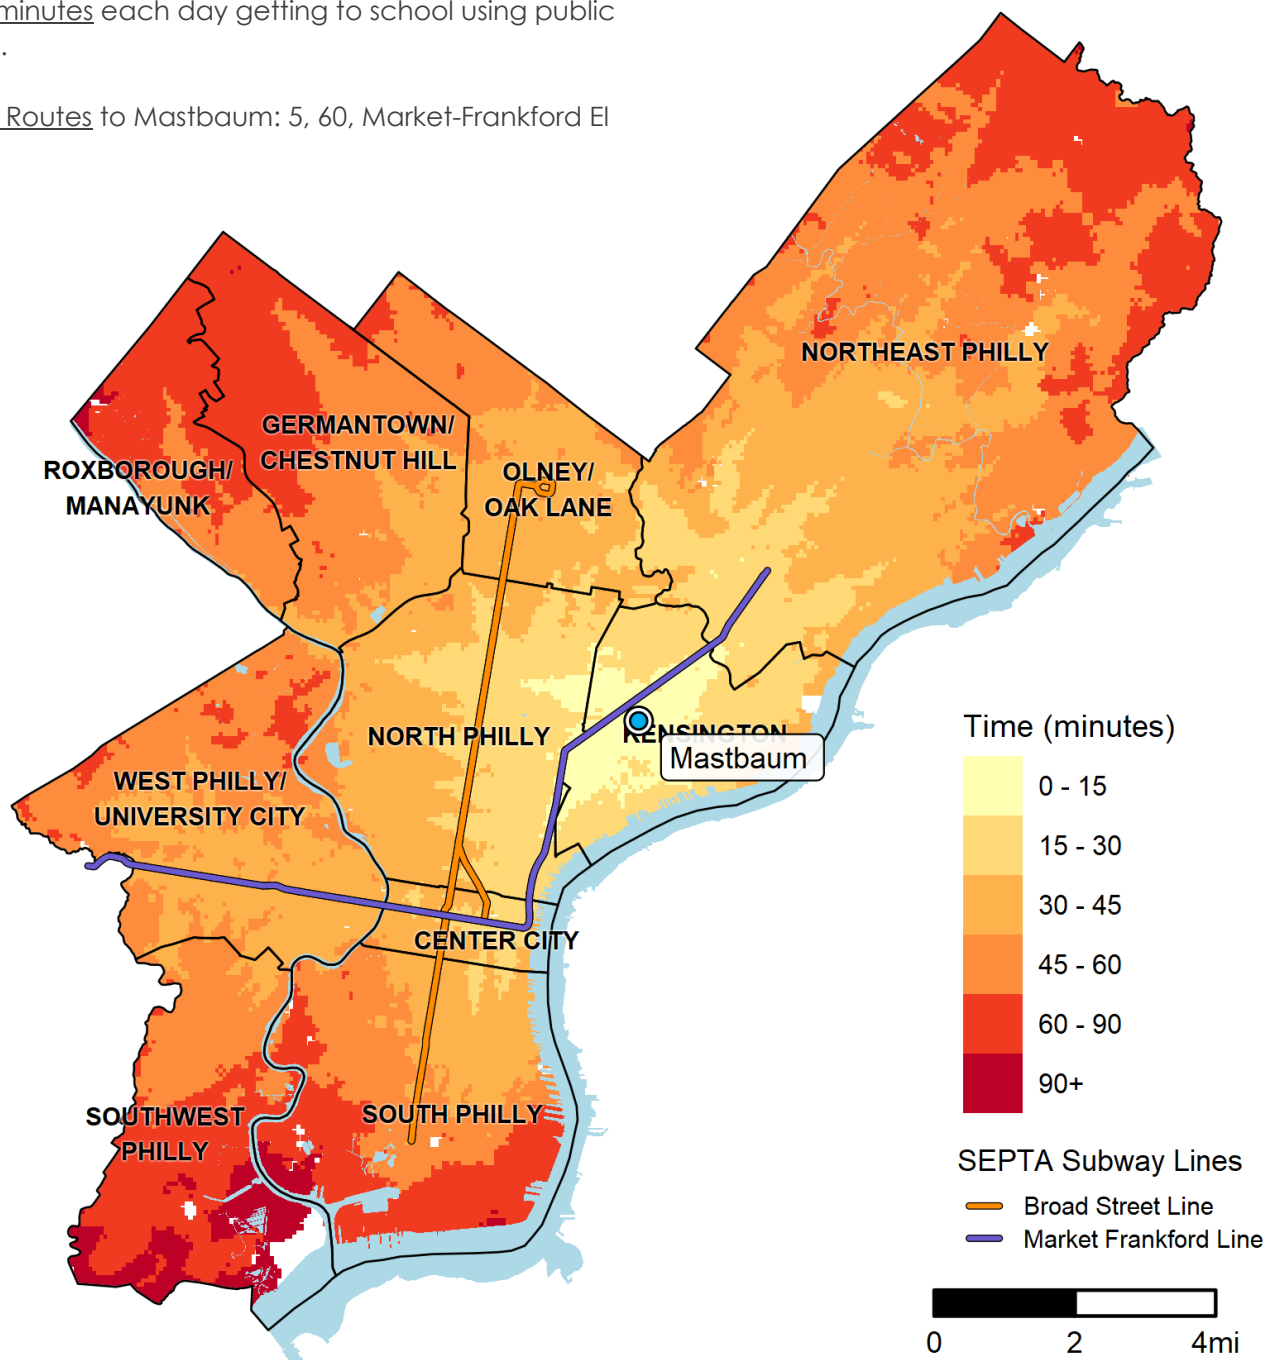 minutes each day getting to school using public
.
Routes to Mastbaum: 5, 60, Market-Frankford El
NORTHEAST PHILLY
GERMANTOWN/
CHESTNUT HILL
ROXBOROUGH/
MANAYUNK
OLNEY/
OAK LANE
NORTH PHILLY
KENSINGTON
Mastbaum
WEST PHILLY/
UNIVERSITY CITY
CENTER CITY
SOUTHWEST
PHILLY
SOUTH PHILLY
Time (minutes)
0 - 15
15 - 30
30 - 45
45 - 60
60 - 90
90+
SEPTA Subway Lines
Broad Street Line
Market Frankford Line
0 2 4mi